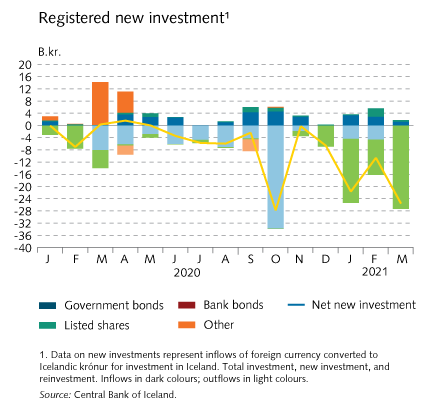 Registered new investment¹
B.kr.
20
16
12
8
4
0
-4
-8
-12
-16
-20
-24
-28
-32
-36
-40
J F M A M J J A S O N D J F M
2020 2021
Government bonds Bank bonds Net new investment
Listed shares Other
1. Data on new investments represent inflows of foreign currency converted to
Icelandic krónur for investment in Iceland. Total investment, new investment, and
reinvestment. Inflows in dark colours; outflows in light colours.
Source: Central Bank of Iceland.